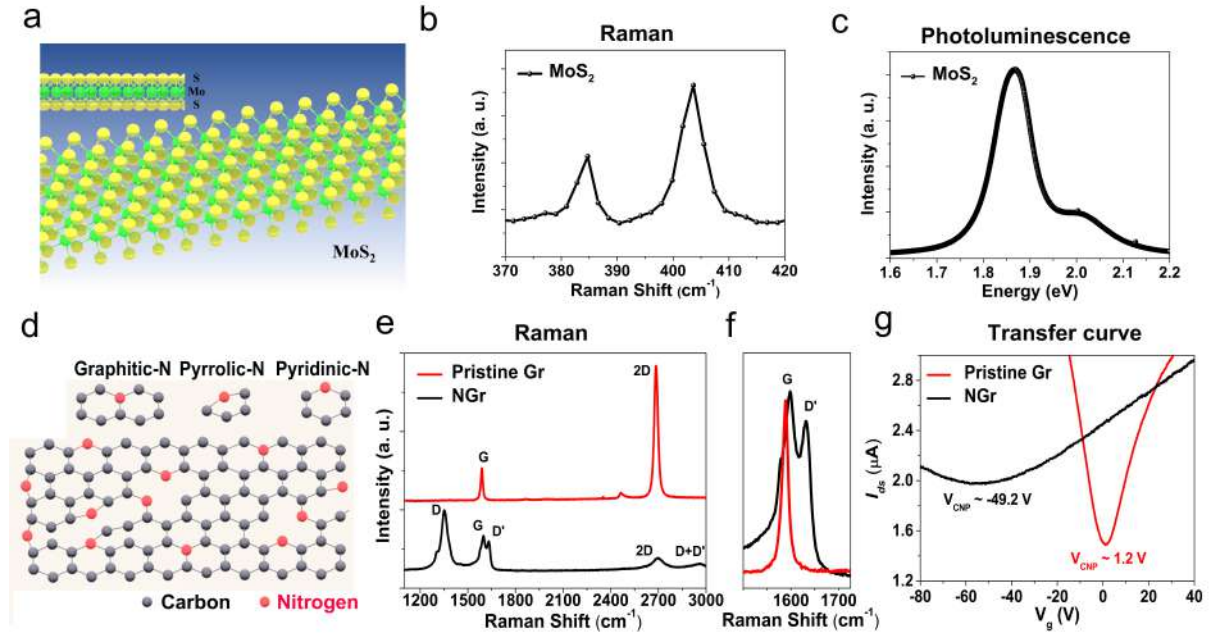 a
S
Mo
S
MoS2
b
Raman
MoS2
Intensity (a. u.)
370 380 390 400 410 420
Raman Shift (cm-1)
c
Photoluminescence
MoS2
Intensity (a. u.)
1.6 1.7 1.8 1.9 2.0 2.1 2.2
Energy (eV)
d
Graphitic-N Pyrrolic-N Pyridinic-N
Carbon Nitrogen
e
Raman
Pristine Gr
NGr
2D
G
D
G
D'
2D
D+D'
Intensity (a. u.)
1200 1500 1800 2100 2400 2700 3000
Raman Shift (cm-1)
f
G
D'
1600 1700
Raman Shift (cm-1)
g
Transfer curve
Pristine Gr
NGr
2.8
2.4
2.0
1.6
1.2
Ids (μA)
VCNP ~ -49.2 V
VCNP ~ 1.2 V
-80 -60 -40 -20 0 20 40
Vg (V)